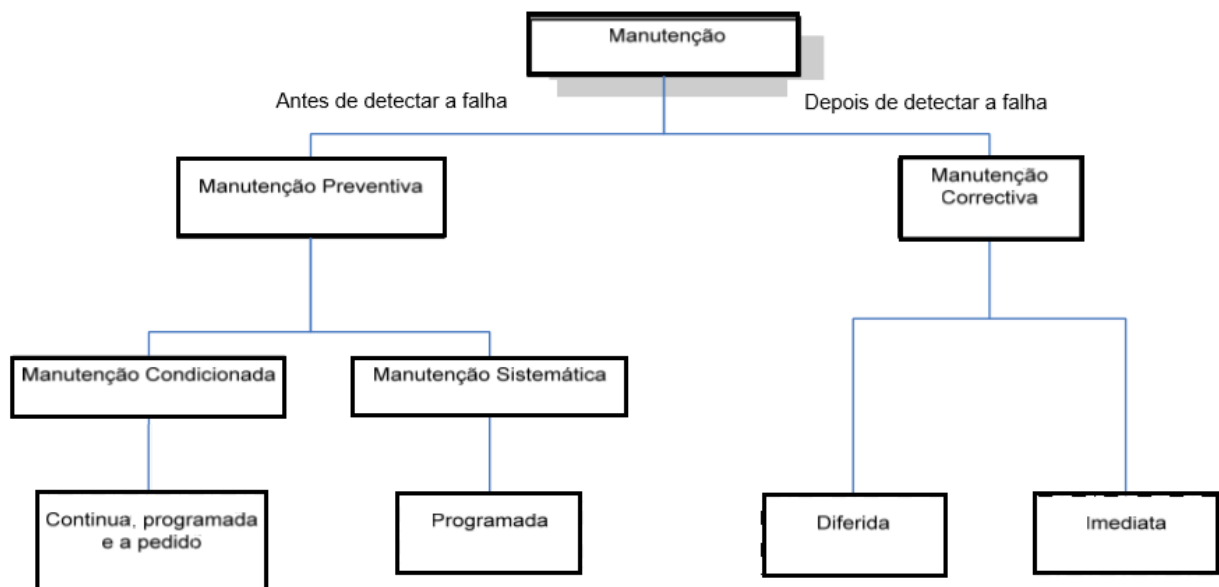 Manutenção
Antes de detectar a falha
Depois de detectar a falha
Manutenção Preventiva
Manutenção
Correctiva
Manutenção Condicionada
Manutenção Sistemática
Continua, programada
e a pedido
Programada
Diferida
Imediata